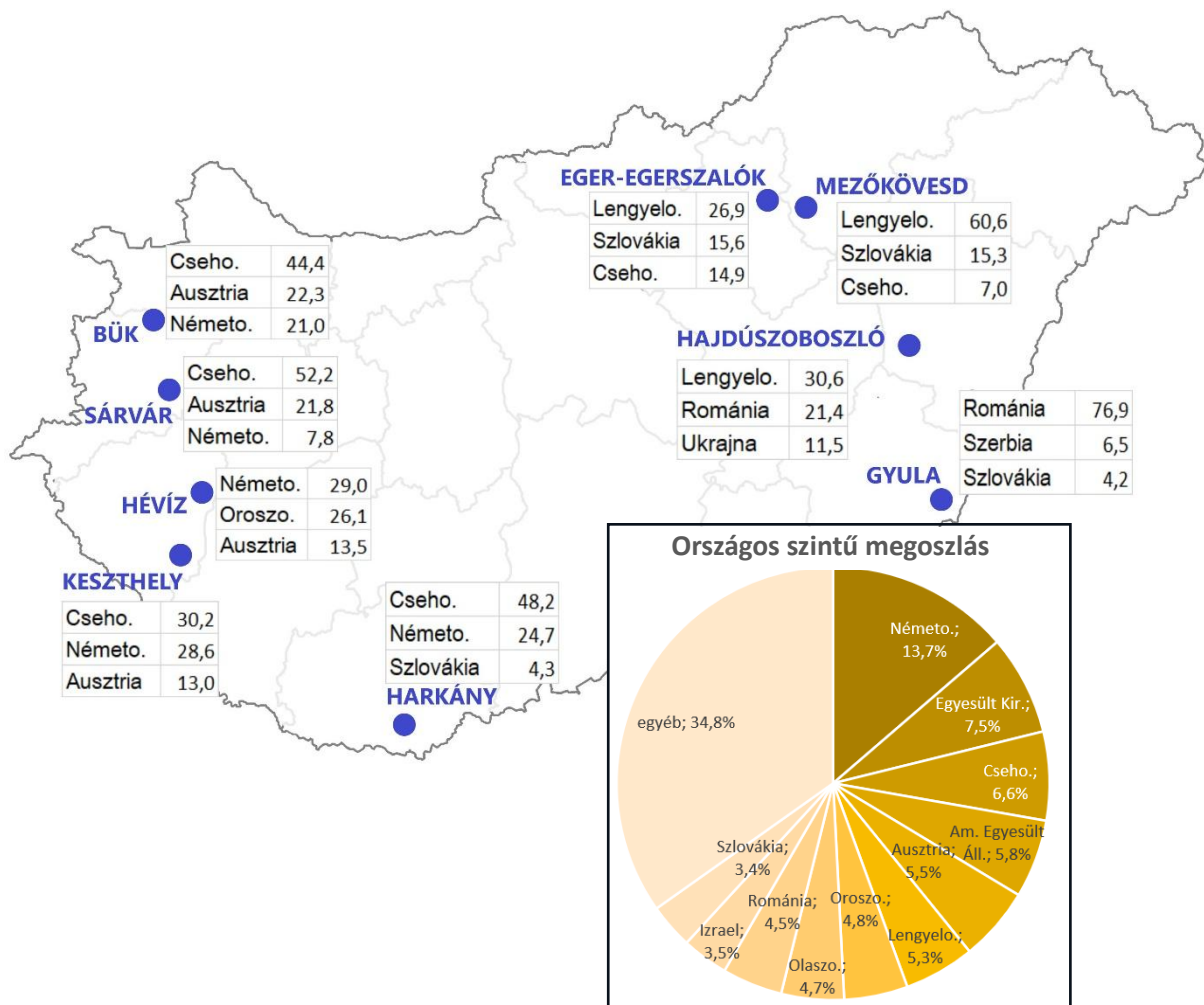 EGER-EGERSZALÓK
Lengyelo. 26,9
Szlovákia 15,6
Cseho. 14,9
MEZŐKÖVESD
Lengyelo. 60,6
Szlovákia 15,3
Cseho. 7,0
Cseho. 44,4
Ausztria 22,3
Németo. 21,0
BÜK
HAJDÚSZOBOSZLÓ
Lengyelo. 30,6
Románia 21,4
Ukrajna 11,5
Cseho. 52,2
Ausztria 21,8
Németo. 7,8
SÁRVÁR
Románia 76,9
Szerbia 6,5
Szlovákia 4,2
GYULA
Németo. 29,0
Oroszo. 26,1
Ausztria 13,5
HÉVÍZ
KESZTHELY
Cseho. 30,2
Németo. 28,6
Ausztria 13,0
Cseho. 48,2
Németo. 24,7
Szlovákia 4,3
HARKÁNY
Országos szintű megoszlás
Németo.;
13,7%
Egyesült Kir.;
7,5%
Cseho.;
6,6%
Am. Egyesült
Áll.; 5,8%
Ausztria;
5,5%
Lengyelo.;
5,3%
Oroszo.;
4,8%
Olaszo.;
4,7%
Románia;
4,5%
Izrael;
3,5%
Szlovákia;
3,4%
egyéb; 34,8%